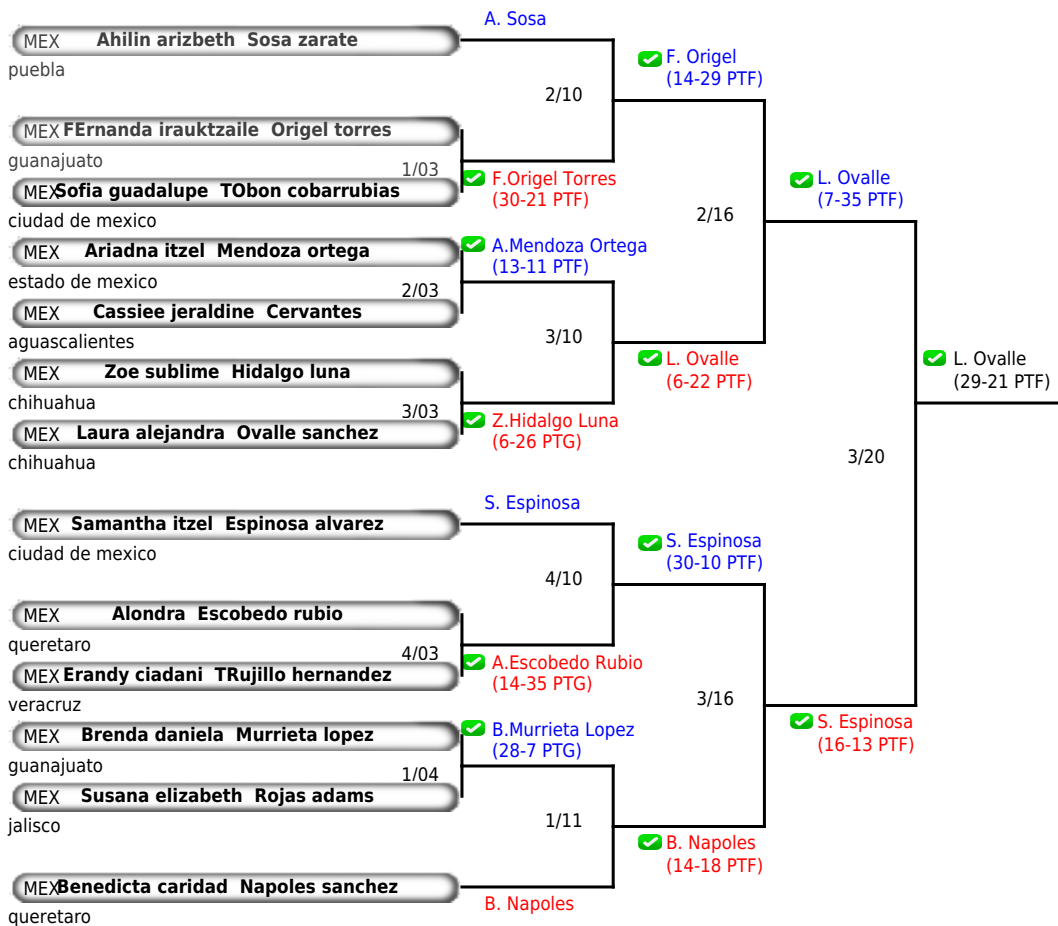 A. Sosa
MEX Ahilin arizbeth Sosa zarate
puebla
F. Origel
(14-29 PTF)
2/10
MEX FErnanda irauktzaile Origel torres
guanajuato
1/03
MEX Sofia guadalupe TObon cobarrubias
ciudad de mexico
F.Origel Torres
(30-21 PTF)
L. Ovalle
(7-35 PTF)
2/16
MEX Ariadna itzel Mendoza ortega
estado de mexico
A.Mendoza Ortega
(13-11 PTF)
2/03
MEX Cassiee jeraldine Cervantes
aguascalientes
3/10
MEX Zoe sublime Hidalgo luna
chihuahua
L. Ovalle
(6-22 PTF)
L. Ovalle
(29-21 PTF)
3/03
MEX Laura alejandra Ovalle sanchez
chihuahua
Z.Hidalgo Luna
(6-26 PTG)
3/20
S. Espinosa
MEX Samantha itzel Espinosa alvarez
ciudad de mexico
S. Espinosa
(30-10 PTF)
4/10
MEX Alondra Escobedo rubio
queretaro
4/03
MEX Erandy ciadani TRujillo hernandez
veracruz
A.Escobedo Rubio
(14-35 PTG)
3/16
S. Espinosa
(16-13 PTF)
MEX Brenda daniela Murrieta lopez
guanajuato
B.Murrieta Lopez
(28-7 PTG)
1/04
MEX Susana elizabeth Rojas adams
jalisco
1/11
B. Napoles
(14-18 PTF)
MEX Benedicta caridad Napoles sanchez
queretaro
B. Napoles